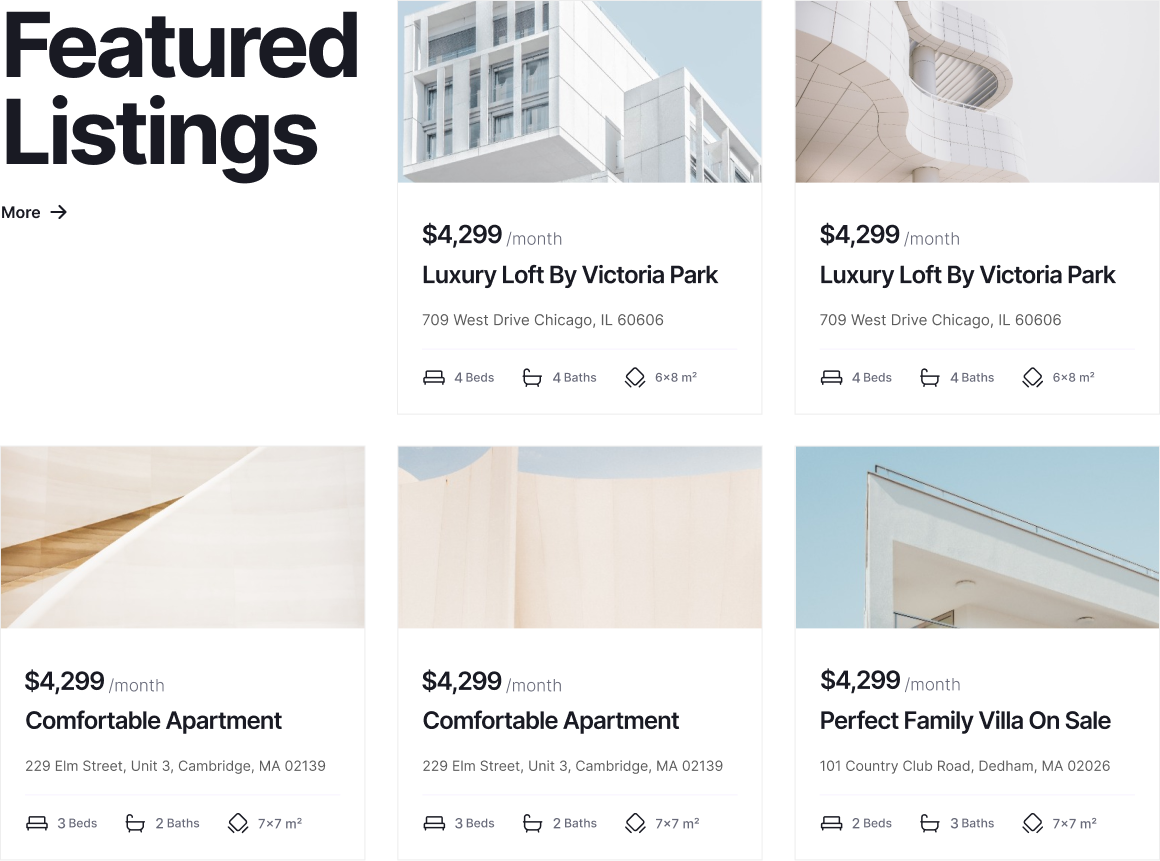 Featured
Listings
More
$4,299 /month
Luxury Loft By Victoria Park
709 West Drive Chicago, IL 60606
4 Beds 4 Baths 6×8 m²
$4,299 /month
Luxury Loft By Victoria Park
709 West Drive Chicago, IL 60606
4 Beds 4 Baths 6×8 m²
$4,299 /month
Comfortable Apartment
229 Elm Street, Unit 3, Cambridge, MA 02139
3 Beds 2 Baths 7×7 m²
$4,299 /month
Comfortable Apartment
229 Elm Street, Unit 3, Cambridge, MA 02139
3 Beds 2 Baths 7×7 m²
$4,299 /month
Perfect Family Villa On Sale
101 Country Club Road, Dedham, MA 02026
2 Beds 3 Baths 7×7 m²